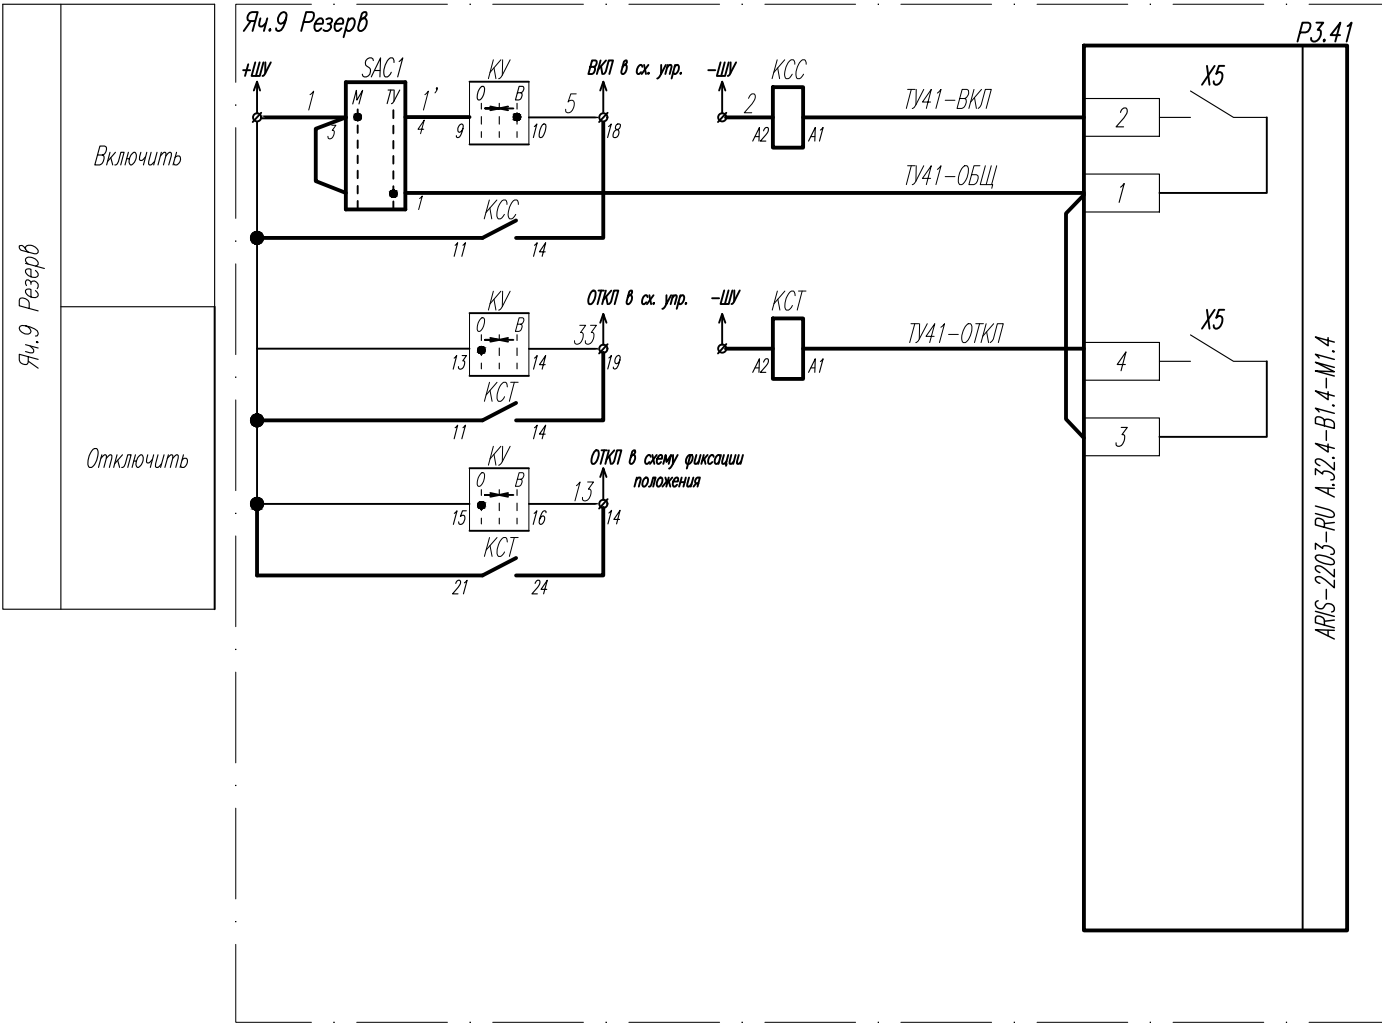 Яч.9 Резерв
Включить
Отключить
Яч.9 Резерв
P3.41
+ШУ
1
SAC1
М ТУ
3
1'
4
1
КУ
О В
9
10
5
ВКЛ в сх. упр.
18
-ШУ
2
КСС
А2
А1
ТУ41-ВКЛ
2
X5
ТУ41-ОБЩ
1
КСС
11
14
КУ
О В
13
14
33
ОТКЛ в сх. упр.
19
-ШУ
КСТ
А2
А1
ТУ41-ОТКЛ
4
X5
3
КСТ
11
14
КУ
О В
15
16
13
ОТКЛ в схему фиксации
положения
14
КСТ
21
24
ARIS-2203-RU А.32.4-В1.4-М1.4